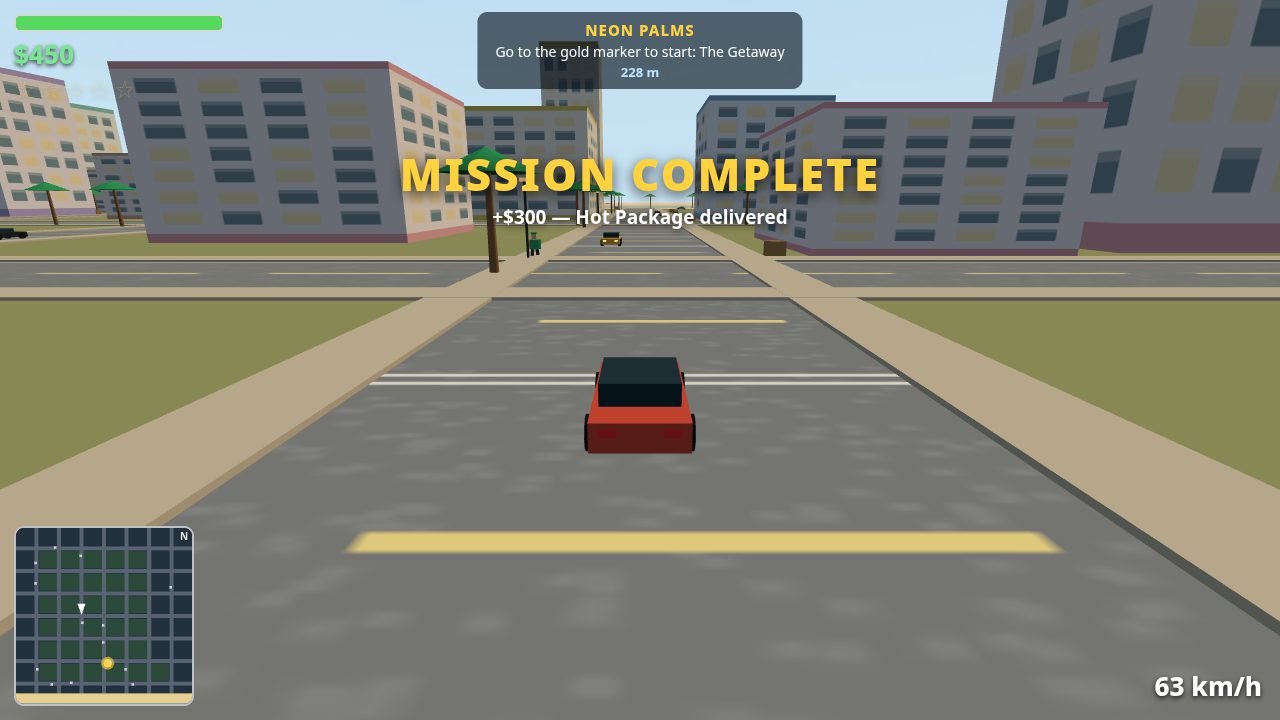 $450
NEON PALMS
Go to the gold marker to start: The Getaway
228 m
MISSION COMPLETE
+$300 — Hot Package delivered
N
63 km/h